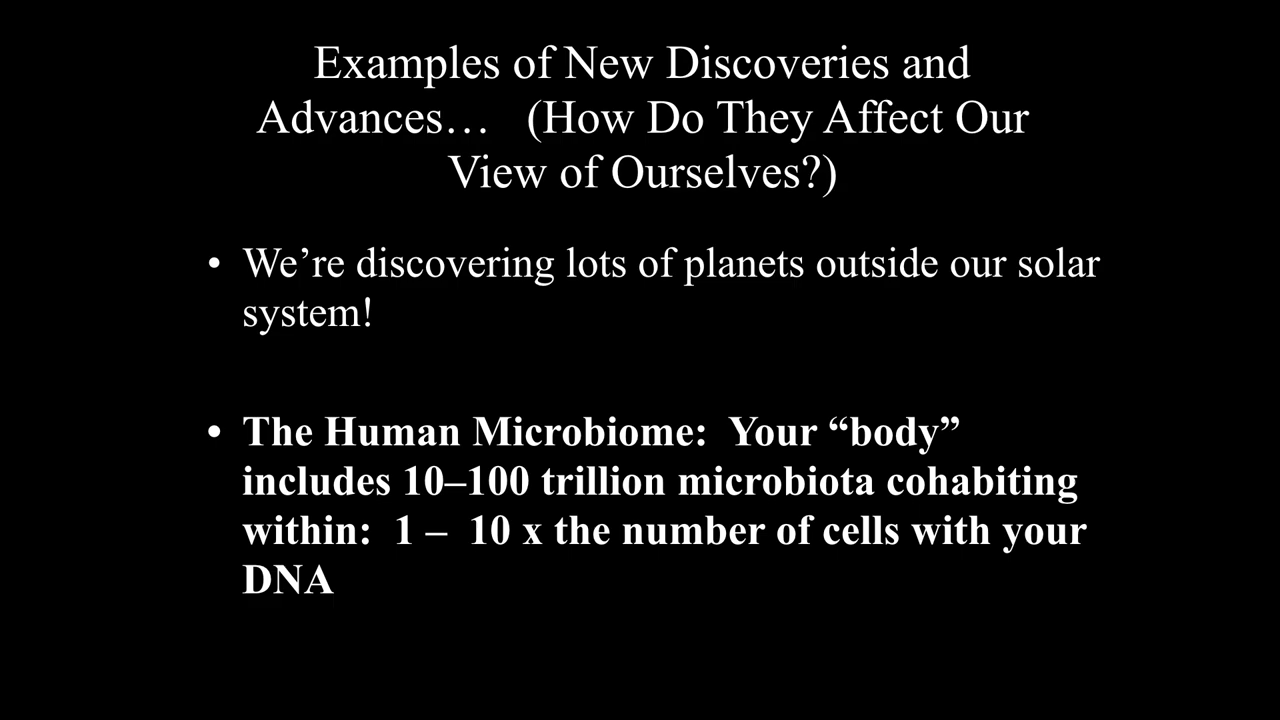 Examples of New Discoveries and
Advances… (How Do They Affect Our
View of Ourselves?)
• We’re discovering lots of planets outside our solar
system!
• The Human Microbiome: Your “body”
includes 10–100 trillion microbiota cohabiting
within: 1 – 10 x the number of cells with your
DNA